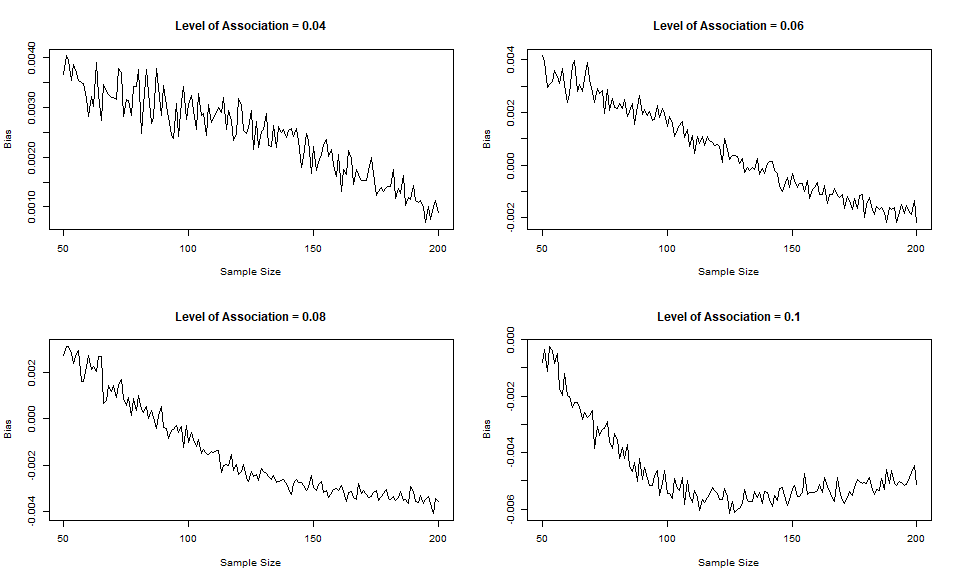 Level of Association = 0.04
Bias
0.0040
0.0030
0.0020
0.0010
50 100 150 200
Sample Size
Level of Association = 0.06
Bias
0.004
0.002
0.000
-0.002
50 100 150 200
Sample Size
Level of Association = 0.08
Bias
0.002
0.000
-0.002
-0.004
50 100 150 200
Sample Size
Level of Association = 0.1
Bias
0.000
-0.002
-0.004
-0.006
50 100 150 200
Sample Size